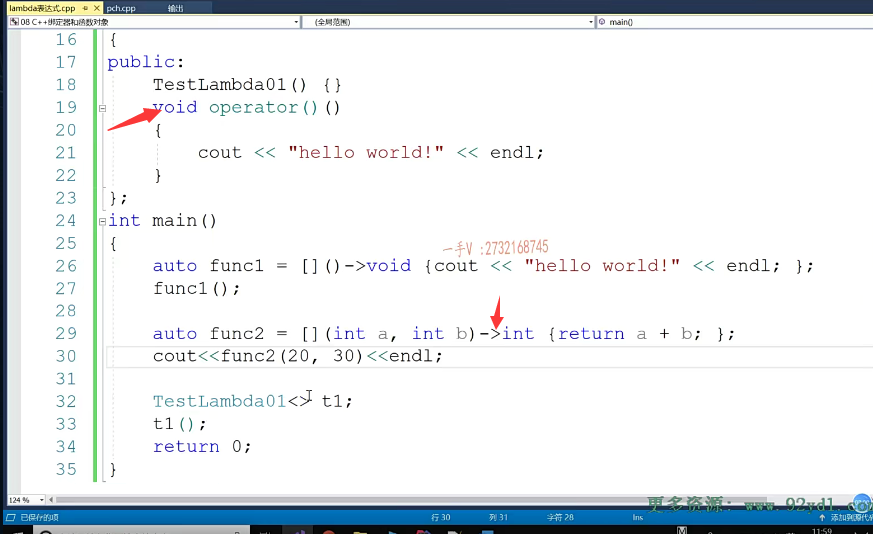 lambda表达式.cpp pch.cpp 输出
08 C++绑定器和函数对象 (全局范围) main()
16 {
17 public:
18 TestLambda01() {}
19 void operator()()
20 {
21 cout << "hello world!" << endl;
22 }
23 };
24 int main()
25 {
一手V :2732168745
26 auto func1 = []()->void {cout << "hello world!" << endl; };
27 func1();
28
29 auto func2 = [](int a, int b)->int {return a + b; };
30 cout<<func2(20, 30)<<endl;
31
32 TestLambda01<> t1;
33 t1();
34 return 0;
35 }
124 %
更多资源: www.92yd1.com
已保存的项 行 30 列 31 字符 28 Ins 添加到源代
11:59